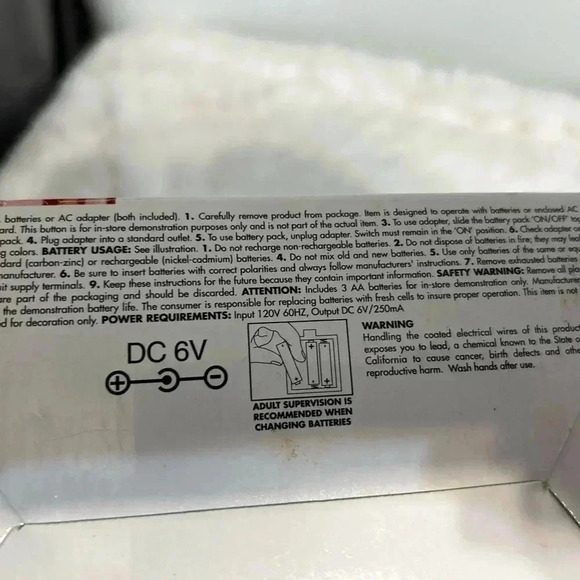 batteries or AC adapter (both included). 1. Carefully remove product from package. Item is designed to operate with batteries or enclosed AC
ard. This button is for in-store demonstration purposes only and is not part of the actual item. 3. To use adapter, slide the battery pack 'ON/OFF'
pack. 4. Plug adapter into a standard outlet. 5. To use battery pack, unplug adapter. Switch must remain in the 'ON' position. 6. Check adapter
g colors. BATTERY USAGE: See illustration. 1. Do not recharge non-rechargeable batteries. 2. Do not dispose of batteries in fire; they may
dard (carbon-zinc) or rechargeable (nickel-cadmium) batteries. 4. Do not mix old and new batteries. 5. Use only batteries of the same or
manufacturer. 6. Be sure to insert batteries with correct polarities and always follow manufacturers' instructions. 7. Remove exhausted batteries
it supply terminals. 9. Keep these instructions for the future because they contain important information. SAFETY WARNING: Remove all
are part of the packaging and should be discarded. ATTENTION: Includes 3 AA batteries for in-store demonstration only. Manufacturer
the demonstration battery life. The consumer is responsible for replacing batteries with fresh cells to insure proper operation. This item is not
d for decoration only. POWER REQUIREMENTS: Input 120V 60HZ, Output DC 6V/250mA
DC 6V
ADULT SUPERVISION IS
RECOMMENDED WHEN
CHANGING BATTERIES
WARNING
Handling the coated electrical wires of this product
exposes you to lead, a chemical known to the State o
California to cause cancer, birth defects and othe
reproductive harm. Wash hands after use.